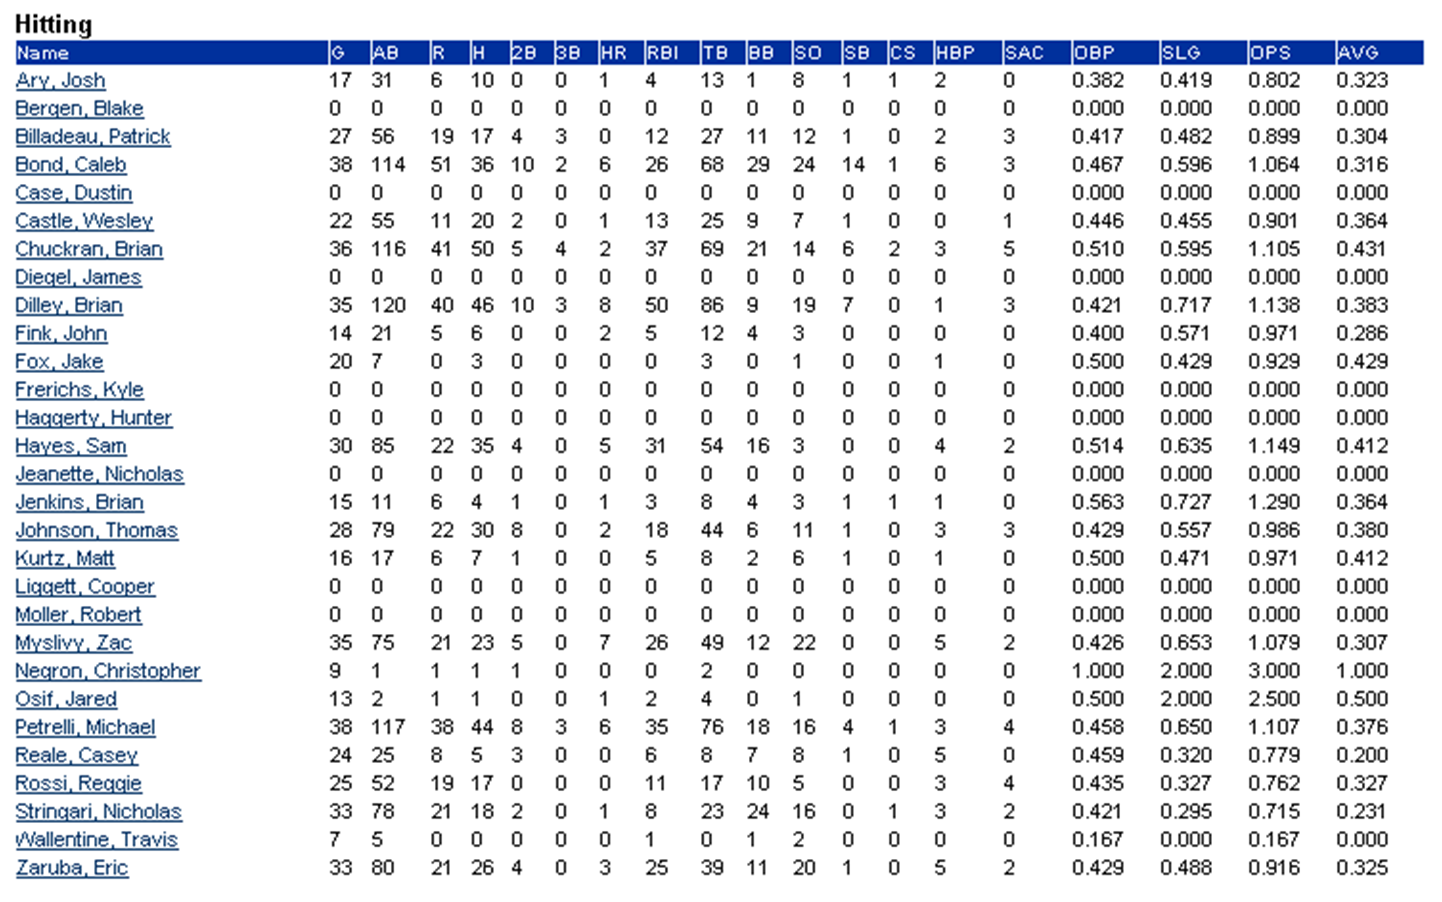 Hitting
Name G AB R H 2B 3B HR RBI TB BB SO SB CS HBP SAC OBP SLG OPS AVG
Ary, Josh 17 31 6 10 0 0 1 4 13 1 8 1 1 2 0 0.382 0.419 0.802 0.323
Bergen, Blake 0 0 0 0 0 0 0 0 0 0 0 0 0 0 0 0.000 0.000 0.000 0.000
Billadeau, Patrick 27 56 19 17 4 3 0 12 27 11 12 1 0 2 3 0.417 0.482 0.899 0.304
Bond, Caleb 38 114 51 36 10 2 6 26 68 29 24 14 1 6 3 0.467 0.596 1.064 0.316
Case, Dustin 0 0 0 0 0 0 0 0 0 0 0 0 0 0 0 0.000 0.000 0.000 0.000
Castle, Wesley 22 55 11 20 2 0 1 13 25 9 7 1 0 0 1 0.446 0.455 0.901 0.364
Chuckran, Brian 36 116 41 50 5 4 2 37 69 21 14 6 2 3 5 0.510 0.595 1.105 0.431
Diegel, James 0 0 0 0 0 0 0 0 0 0 0 0 0 0 0 0.000 0.000 0.000 0.000
Dilley, Brian 35 120 40 46 10 3 8 50 86 9 19 7 0 1 3 0.421 0.717 1.138 0.383
Fink, John 14 21 5 6 0 0 2 5 12 4 3 0 0 0 0 0.400 0.571 0.971 0.286
Fox, Jake 20 7 0 3 0 0 0 0 3 0 1 0 0 1 0 0.500 0.429 0.929 0.429
Frerichs, Kyle 0 0 0 0 0 0 0 0 0 0 0 0 0 0 0 0.000 0.000 0.000 0.000
Haggerty, Hunter 0 0 0 0 0 0 0 0 0 0 0 0 0 0 0 0.000 0.000 0.000 0.000
Hayes, Sam 30 85 22 35 4 0 5 31 54 16 3 0 0 4 2 0.514 0.635 1.149 0.412
Jeanette, Nicholas 0 0 0 0 0 0 0 0 0 0 0 0 0 0 0 0.000 0.000 0.000 0.000
Jenkins, Brian 15 11 6 4 1 0 1 3 8 4 3 1 1 1 0 0.563 0.727 1.290 0.364
Johnson, Thomas 28 79 22 30 8 0 2 18 44 6 11 1 0 3 3 0.429 0.557 0.986 0.380
Kurtz, Matt 16 17 6 7 1 0 0 5 8 2 6 1 0 1 0 0.500 0.471 0.971 0.412
Liggett, Cooper 0 0 0 0 0 0 0 0 0 0 0 0 0 0 0 0.000 0.000 0.000 0.000
Moller, Robert 0 0 0 0 0 0 0 0 0 0 0 0 0 0 0 0.000 0.000 0.000 0.000
Myslivy, Zac 35 75 21 23 5 0 7 26 49 12 22 0 0 5 2 0.426 0.653 1.079 0.307
Negron, Christopher 9 1 1 1 1 0 0 0 2 0 0 0 0 0 0 1.000 2.000 3.000 1.000
Osif, Jared 13 2 1 1 0 0 1 2 4 0 1 0 0 0 0 0.500 2.000 2.500 0.500
Petrelli, Michael 38 117 38 44 8 3 6 35 76 18 16 4 1 3 4 0.458 0.650 1.107 0.376
Reale, Casey 24 25 8 5 3 0 0 6 8 7 8 1 0 5 0 0.459 0.320 0.779 0.200
Rossi, Reggie 25 52 19 17 0 0 0 11 17 10 5 0 0 3 4 0.435 0.327 0.762 0.327
Stringari, Nicholas 33 78 21 18 2 0 1 8 23 24 16 0 1 3 2 0.421 0.295 0.715 0.231
Wallentine, Travis 7 5 0 0 0 0 0 1 0 1 2 0 0 0 0 0.167 0.000 0.167 0.000
Zaruba, Eric 33 80 21 26 4 0 3 25 39 11 20 1 0 5 2 0.429 0.488 0.916 0.325